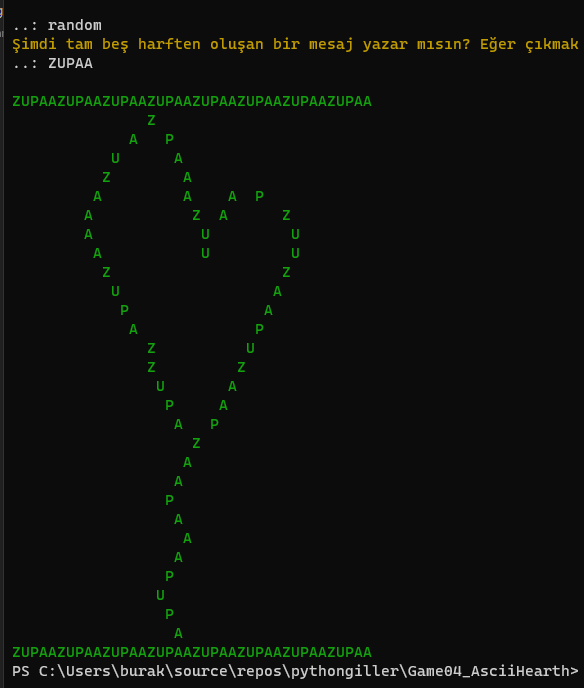 ..: random
Şimdi tam beş harften oluşan bir mesaj yazar mısın? Eğer çıkmak
..: ZUPAA
ZUPAAZUPAAZUPAAZUPAAZUPAAZUPAAZUPAAZUPAA
Z
A P
U A
Z A
A A A P
A Z A Z
A U U
A U U
Z Z
U A
P A
A P
Z U
Z Z
U A
P A
A P
Z
A
A
P
A
A
A
P
U
P
A
ZUPAAZUPAAZUPAAZUPAAZUPAAZUPAAZUPAAZUPAA
PS C:\Users\burak\source\repos\pythongiller\Game04_AsciiHearth>